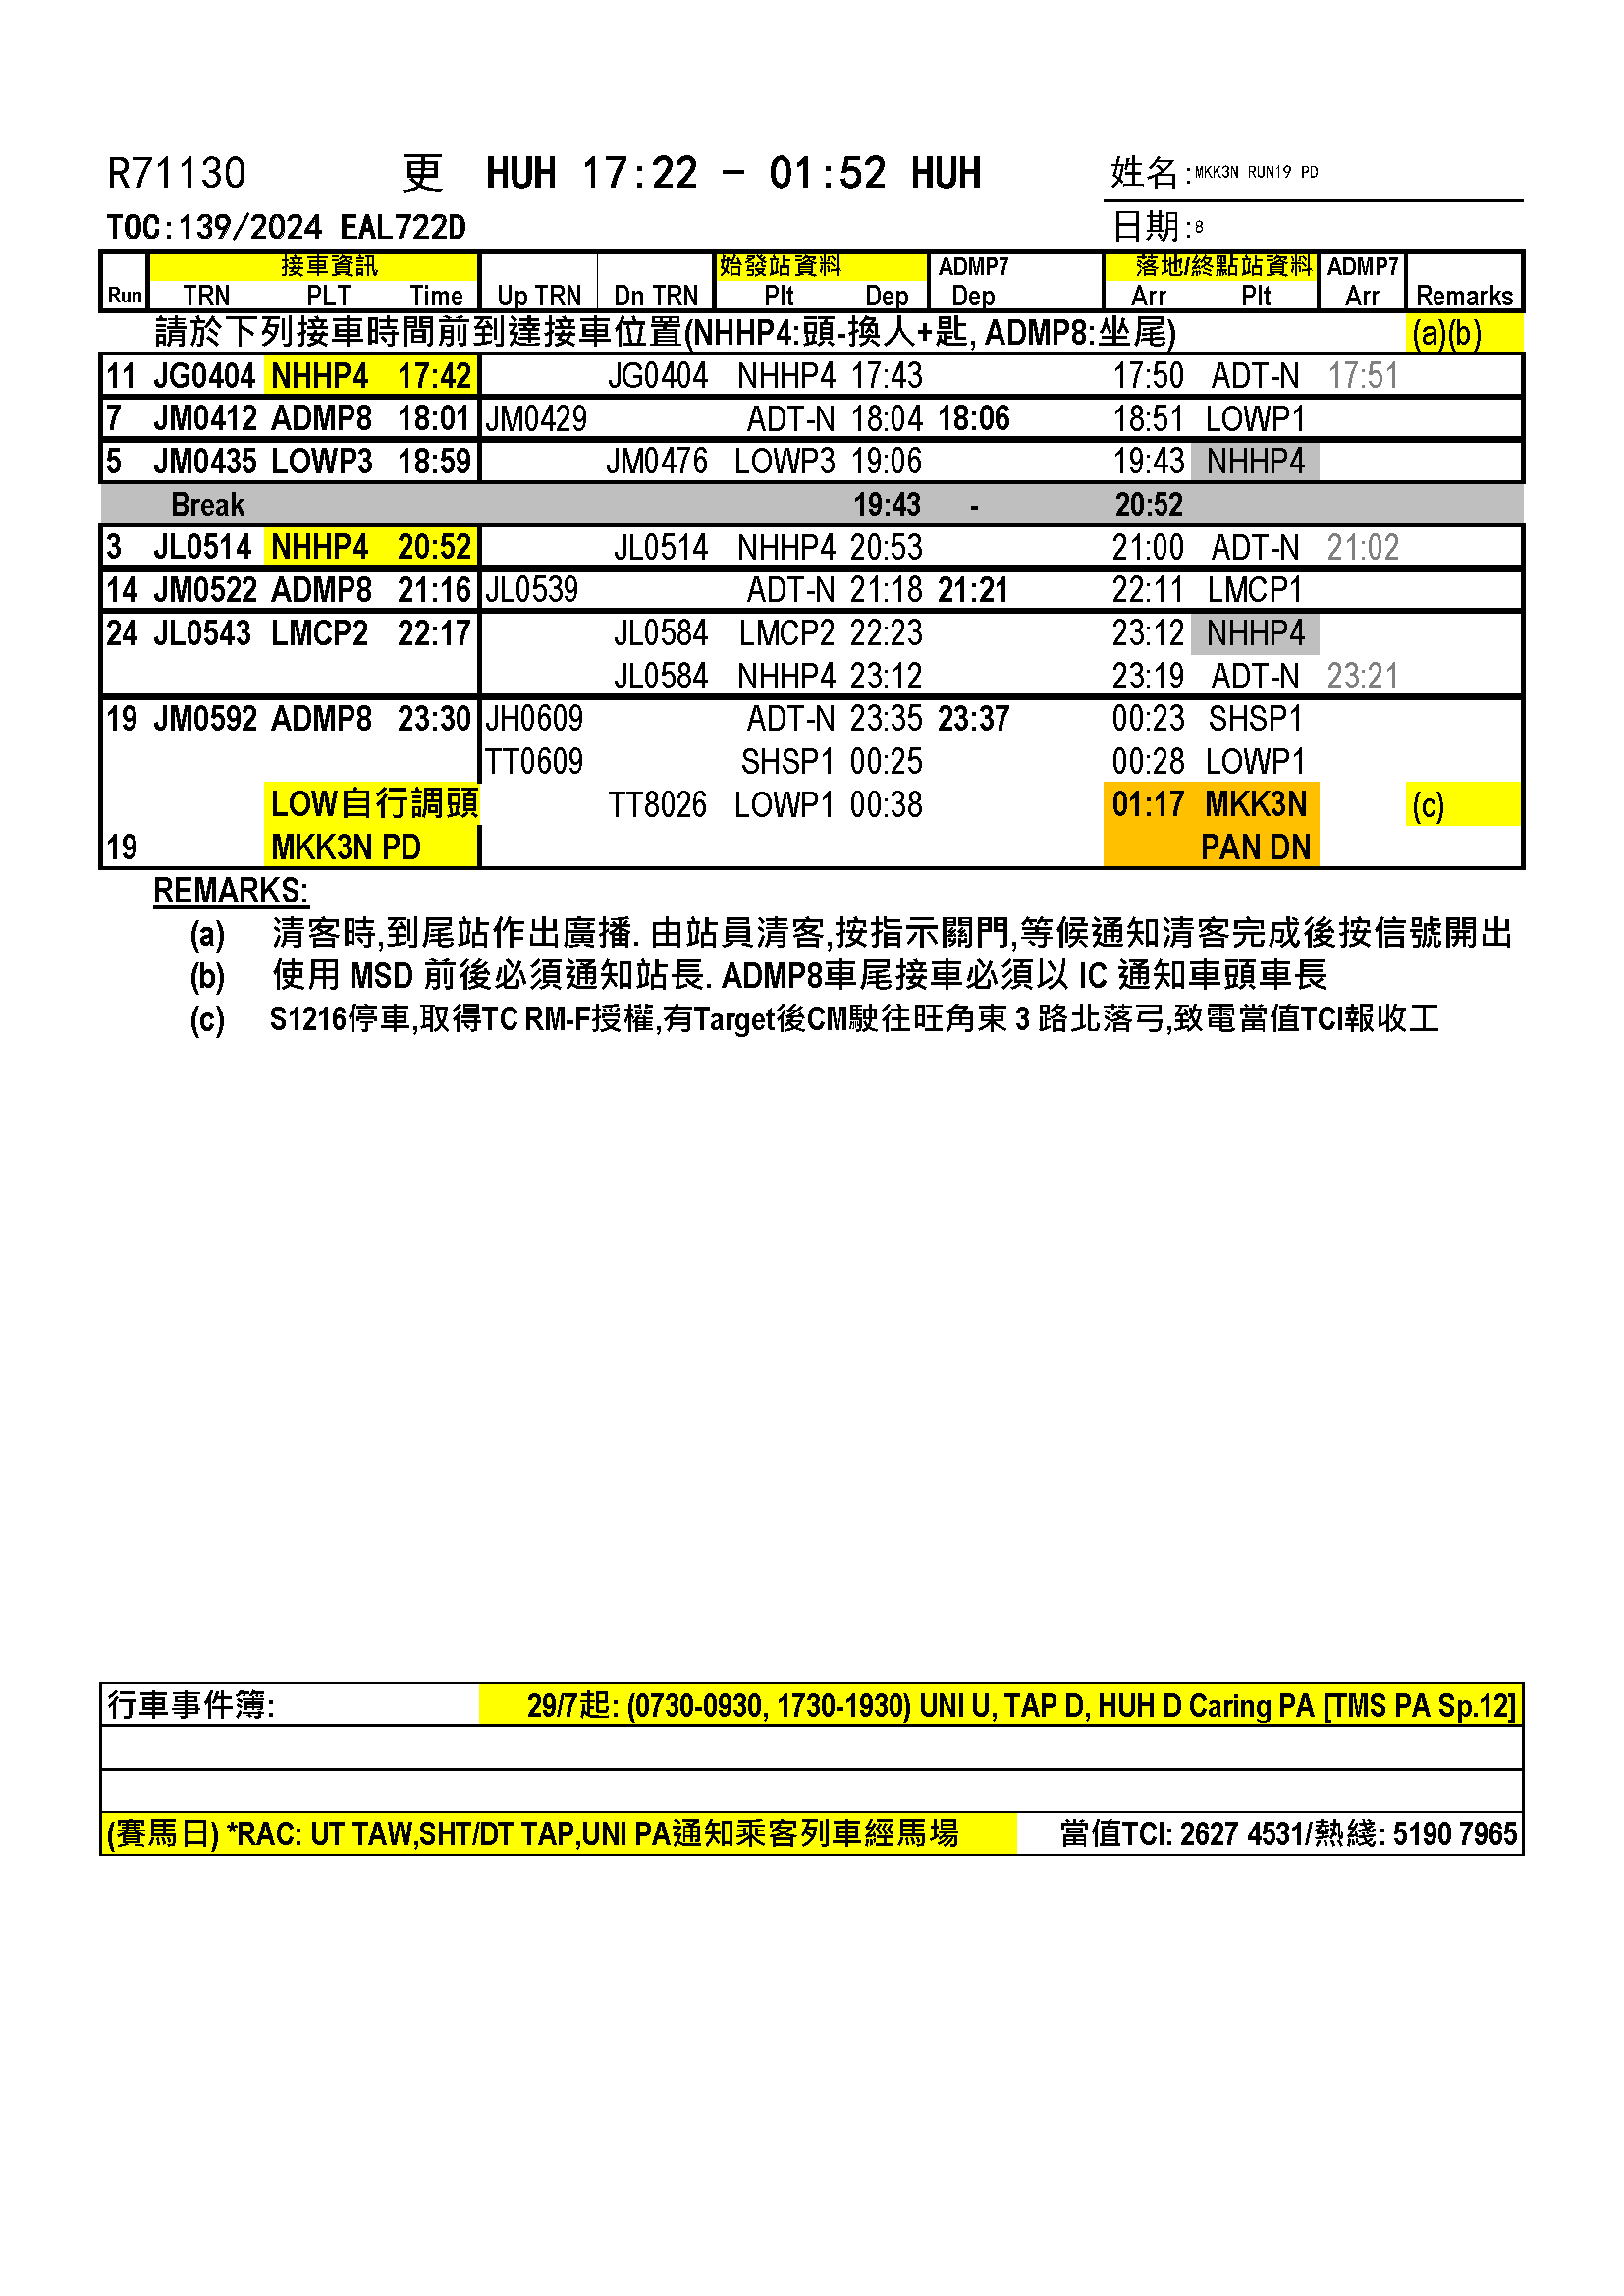 R71130 更 HUH 17:22 - 01:52 HUH 姓名:MKK3N RUN19 PD
TOC:139/2024 EAL722D 日期:8
接車資訊 始發站資料 ADMP7 落地/終點站資料 ADMP7
Run TRN PLT Time Up TRN Dn TRN Plt Dep Dep Arr Plt Arr Remarks
請於下列接車時間前到達接車位置(NHHP4:頭-換人+匙, ADMP8:坐尾) (a)(b)
11 JG0404 NHHP4 17:42 JG0404 NHHP4 17:43 17:50 ADT-N 17:51
7 JM0412 ADMP8 18:01 JM0429 ADT-N 18:04 18:06 18:51 LOWP1
5 JM0435 LOWP3 18:59 JM0476 LOWP3 19:06 19:43 NHHP4
Break 19:43 - 20:52
3 JL0514 NHHP4 20:52 JL0514 NHHP4 20:53 21:00 ADT-N 21:02
14 JM0522 ADMP8 21:16 JL0539 ADT-N 21:18 21:21 22:11 LMCP1
24 JL0543 LMCP2 22:17 JL0584 LMCP2 22:23 23:12 NHHP4
JL0584 NHHP4 23:12 23:19 ADT-N 23:21
19 JM0592 ADMP8 23:30 JH0609 ADT-N 23:35 23:37 00:23 SHSP1
TT0609 SHSP1 00:25 00:28 LOWP1
LOW自行調頭 TT8026 LOWP1 00:38 01:17 MKK3N (c)
19 MKK3N PD PAN DN
REMARKS:
(a) 清客時,到尾站作出廣播. 由站員清客,按指示關門,等候通知清客完成後按信號開出
(b) 使用 MSD 前後必須通知站長. ADMP8車尾接車必須以 IC 通知車頭車長
(c) S1216停車,取得TC RM-F授權,有Target後CM駛往旺角東 3 路北落弓,致電當值TCI報收工
行車事件簿: 29/7起: (0730-0930, 1730-1930) UNI U, TAP D, HUH D Caring PA [TMS PA Sp.12]
(賽馬日) *RAC: UT TAW,SHT/DT TAP,UNI PA通知乘客列車經馬場 當值TCI: 2627 4531/熱綫: 5190 7965